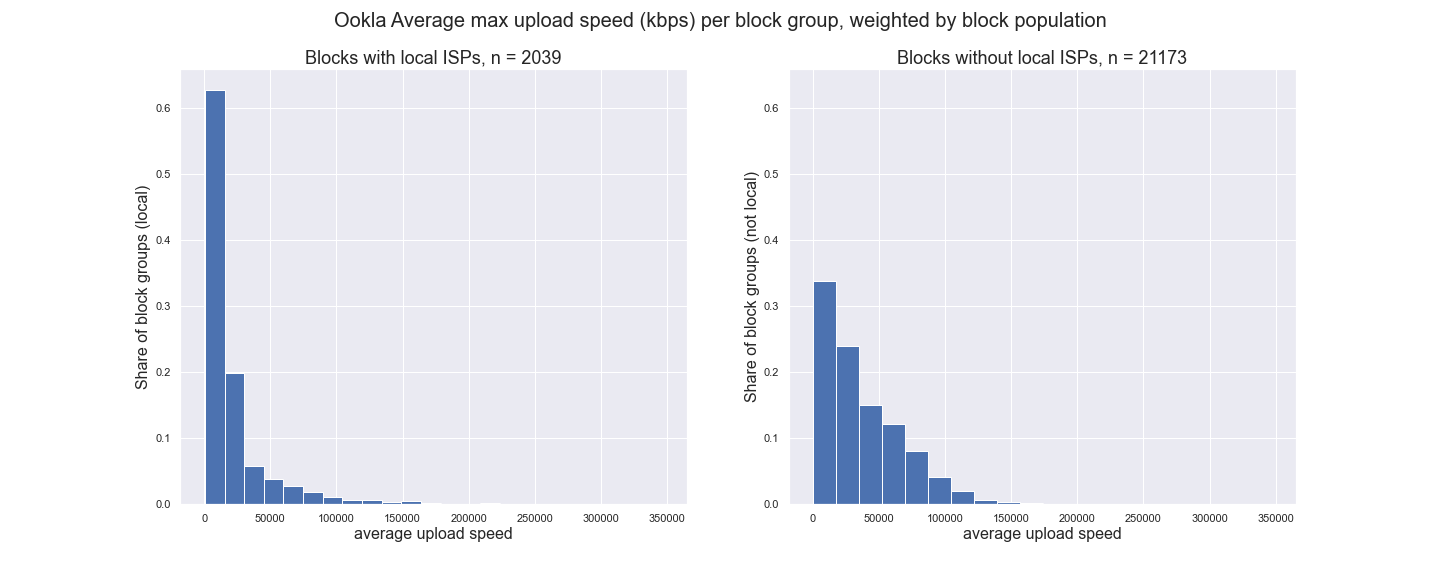 Ookla Average max upload speed (kbps) per block group, weighted by block population
Blocks with local ISPs, n = 2039
Share of block groups (local)
0.6
0.5
0.4
0.3
0.2
0.1
0.0
0 50000 100000 150000 200000 250000 300000 350000
average upload speed
Blocks without local ISPs, n = 21173
Share of block groups (not local)
0.6
0.5
0.4
0.3
0.2
0.1
0.0
0 50000 100000 150000 200000 250000 300000 350000
average upload speed